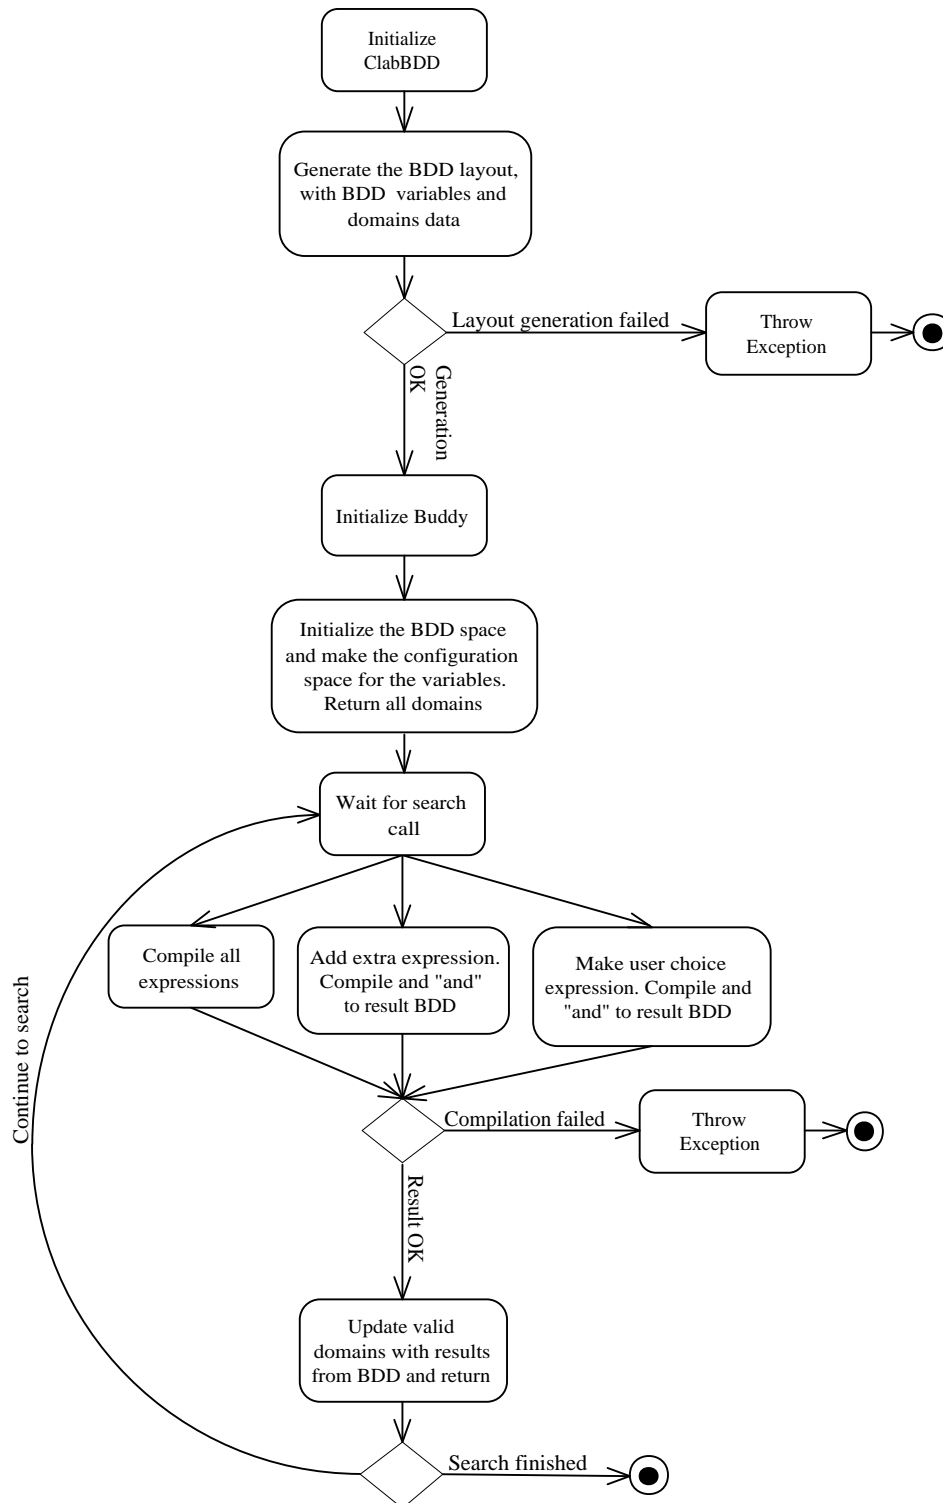 Initialize
ClabBDD
Generate the BDD layout,
with BDD variables and
domains data
Layout generation failed
Throw
Exception
Generation
OK
Initialize Buddy
Initialize the BDD space
and make the configuration
space for the variables.
Return all domains
Wait for search
call
Compile all
expressions
Add extra expression.
Compile and "and"
to result BDD
Make user choice
expression. Compile and
"and" to result BDD
Continue to search
Compilation failed
Throw
Exception
Result OK
Update valid
domains with results
from BDD and return
Search finished